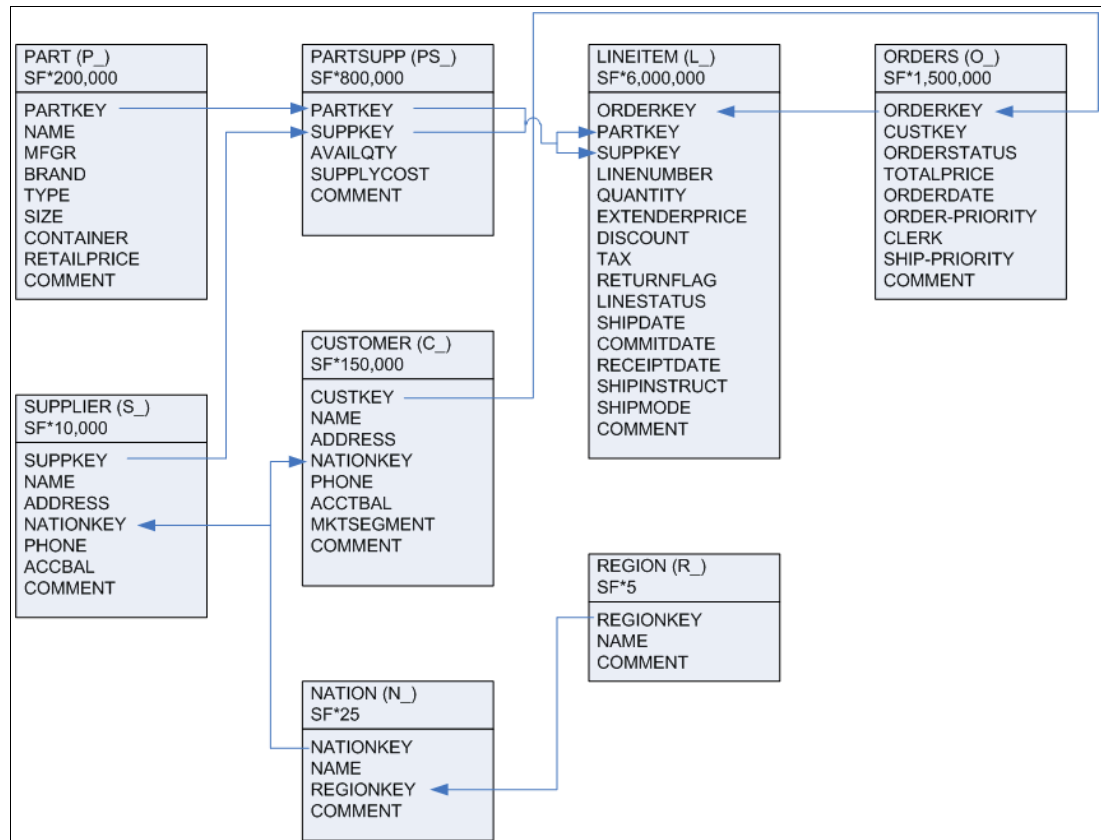 PART (P_)
SF*200,000
PARTKEY
NAME
MFGR
BRAND
TYPE
SIZE
CONTAINER
RETAILPRICE
COMMENT
PARTSUPP (PS_)
SF*800,000
PARTKEY
SUPPKEY
AVAILQTY
SUPPLYCOST
COMMENT
LINEITEM (L_)
SF*6,000,000
ORDERKEY
PARTKEY
SUPPKEY
LINENUMBER
QUANTITY
EXTENDERPRICE
DISCOUNT
TAX
RETURNFLAG
LINESTATUS
SHIPDATE
COMMITDATE
RECEIPTDATE
SHIPINSTRUCT
SHIPMODE
COMMENT
ORDERS (O_)
SF*1,500,000
ORDERKEY
CUSTKEY
ORDERSTATUS
TOTALPRICE
ORDERDATE
ORDER-PRIORITY
CLERK
SHIP-PRIORITY
COMMENT
SUPPLIER (S_)
SF*10,000
SUPPKEY
NAME
ADDRESS
NATIONKEY
PHONE
ACCBAL
COMMENT
CUSTOMER (C_)
SF*150,000
CUSTKEY
NAME
ADDRESS
NATIONKEY
PHONE
ACCTBAL
MKTSEGMENT
COMMENT
REGION (R_)
SF*5
REGIONKEY
NAME
COMMENT
NATION (N_)
SF*25
NATIONKEY
NAME
REGIONKEY
COMMENT